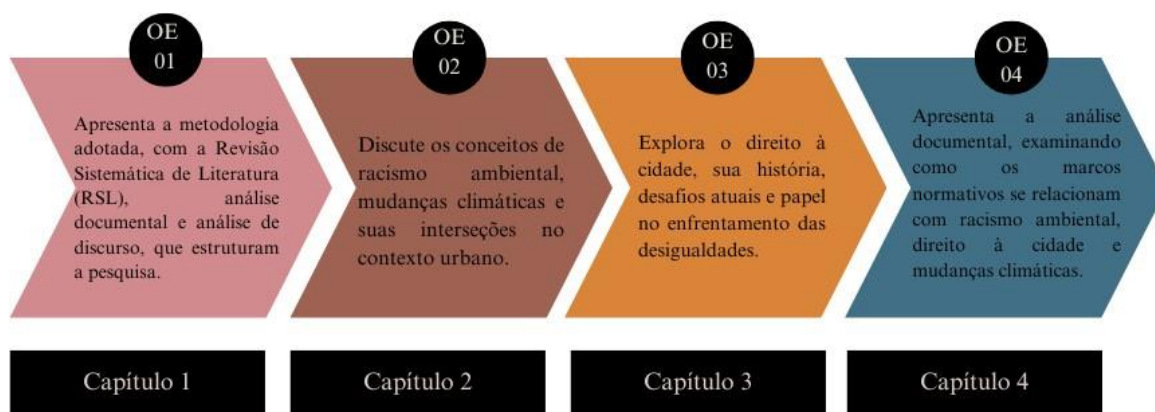 OE
01
Apresenta a metodologia
adotada, com a Revisão
Sistemática de Literatura
(RSL), análise
documental e análise de
discurso, que estruturam
a pesquisa.
Capítulo 1
OE
02
Discute os conceitos de
racismo ambiental,
mudanças climáticas e
suas interseções no
contexto urbano.
Capítulo 2
OE
03
Explora o direito à
cidade, sua história,
desafios atuais e papel
no enfrentamento das
desigualdades.
Capítulo 3
OE
04
Apresenta a análise
documental, examinando
como os marcos
normativos se relacionam
com racismo ambiental,
direito à cidade e
mudanças climáticas.
Capítulo 4